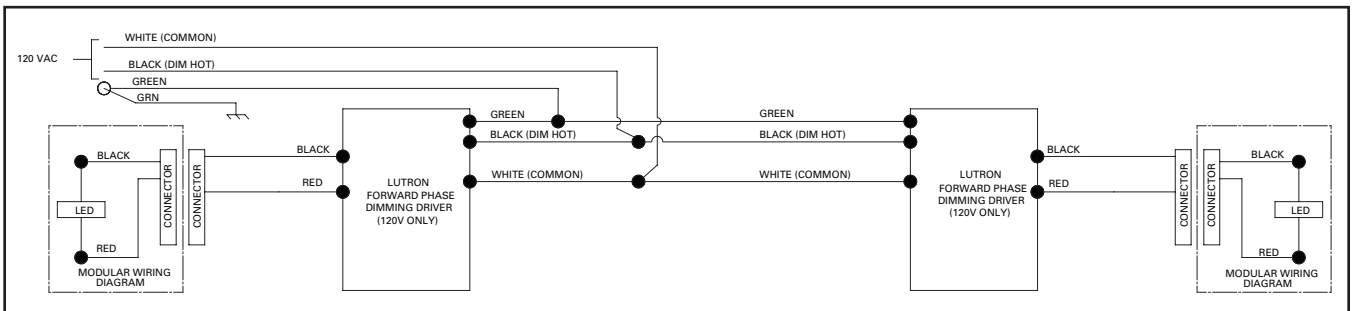 WHITE (COMMON)
120 VAC
BLACK (DIM HOT)
GREEN
GRN
GREEN
GREEN
BLACK (DIM HOT)
BLACK (DIM HOT)
WHITE (COMMON)
WHITE (COMMON)
BLACK
LED
RED
MODULAR WIRING
DIAGRAM
CONNECTOR
CONNECTOR
BLACK
RED
LUTRON
FORWARD PHASE
DIMMING DRIVER
(120V ONLY)
LUTRON
FORWARD PHASE
DIMMING DRIVER
(120V ONLY)
BLACK
RED
CONNECTOR
CONNECTOR
BLACK
LED
RED
MODULAR WIRING
DIAGRAM